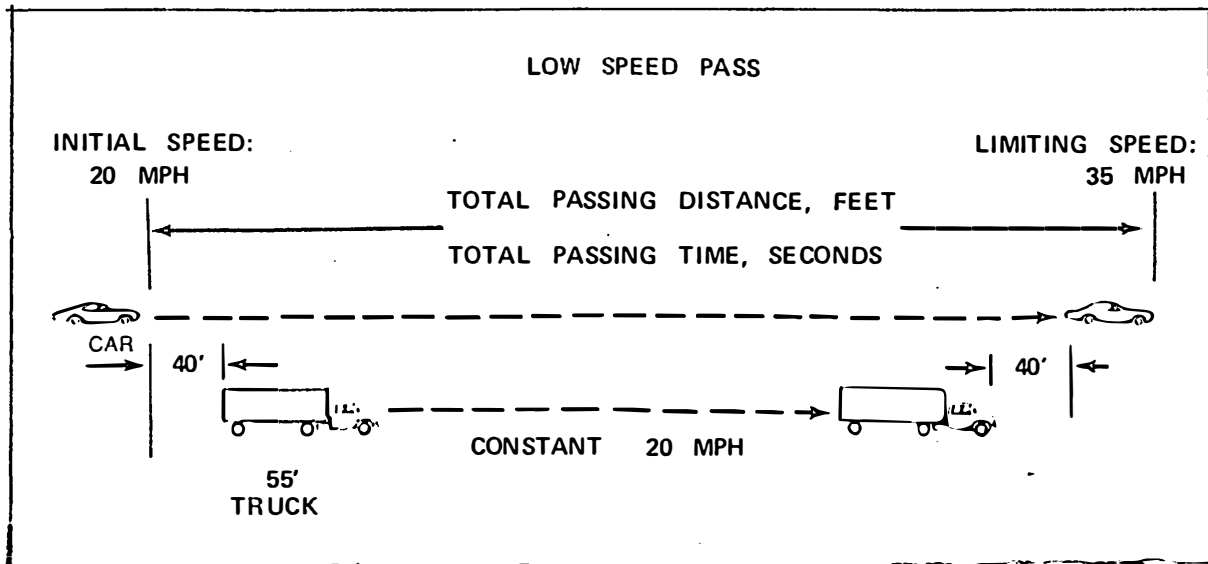 LOW SPEED PASS
INITIAL SPEED:
20 MPH
LIMITING SPEED:
35 MPH
TOTAL PASSING DISTANCE, FEET
TOTAL PASSING TIME, SECONDS
CAR
40'
40'
CONSTANT 20 MPH
55'
TRUCK